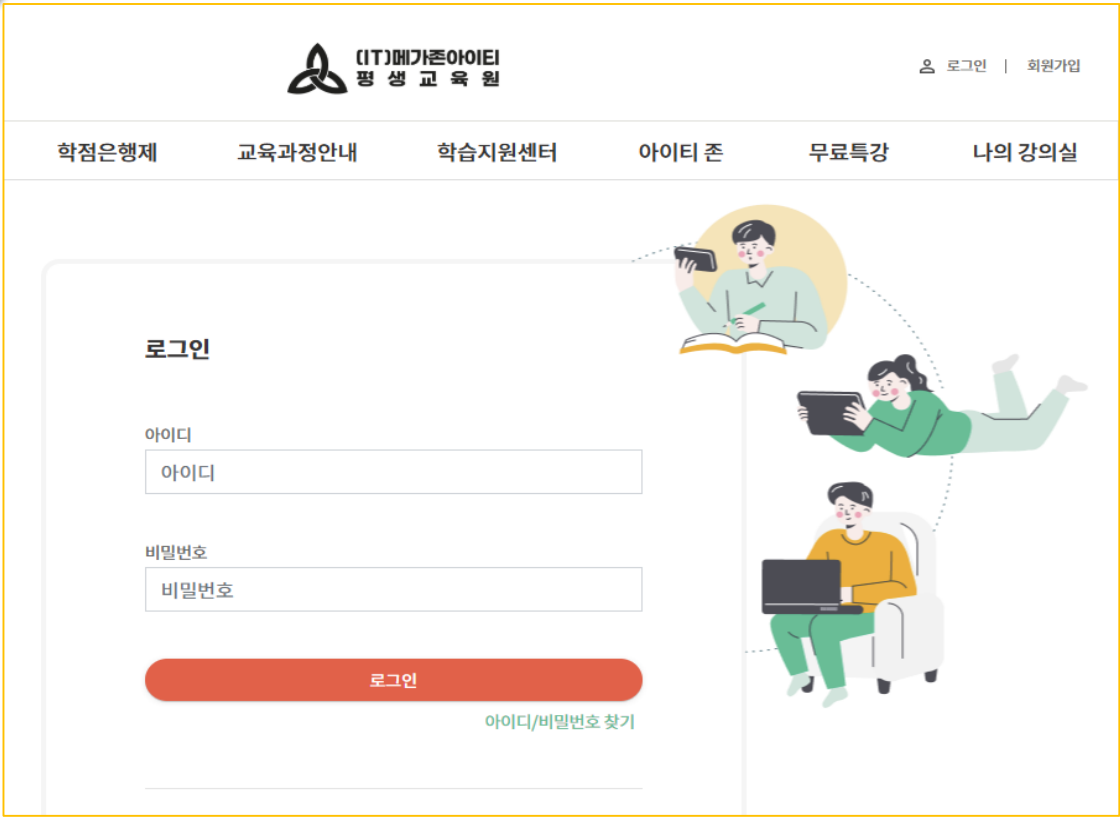 (IT)메가존아이티
평생교육원
로그인 | 회원가입
학점은행제 교육과정안내 학습지원센터 아이티 존 무료특강 나의 강의실
로그인
아이디
아이디
비밀번호
비밀번호
로그인
아이디/비밀번호 찾기